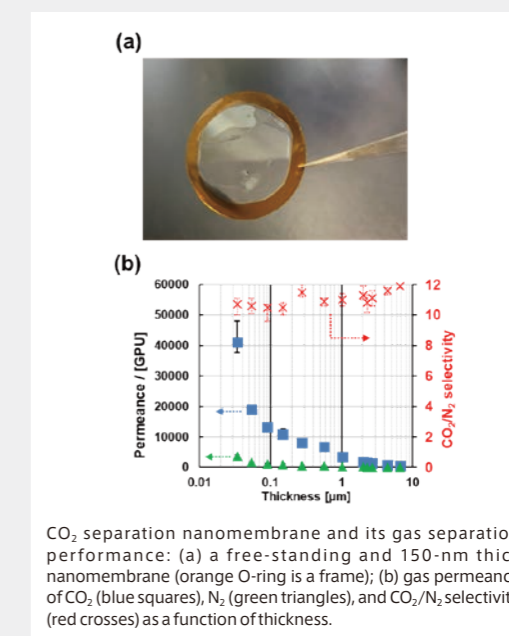 (a)
(b)
60000
50000
40000
30000
20000
10000
0
Permeance / [GPU]
12
10
8
6
4
2
0
CO₂/N₂ selectivity
0.01 0.1 1 10
Thickness [μm]
CO₂ separation nanomembrane and its gas separatio
performance: (a) a free-standing and 150-nm thic
nanomembrane (orange O-ring is a frame); (b) gas permeanc
of CO₂ (blue squares), N₂ (green triangles), and CO₂/N₂ selectivit
(red crosses) as a function of thickness.